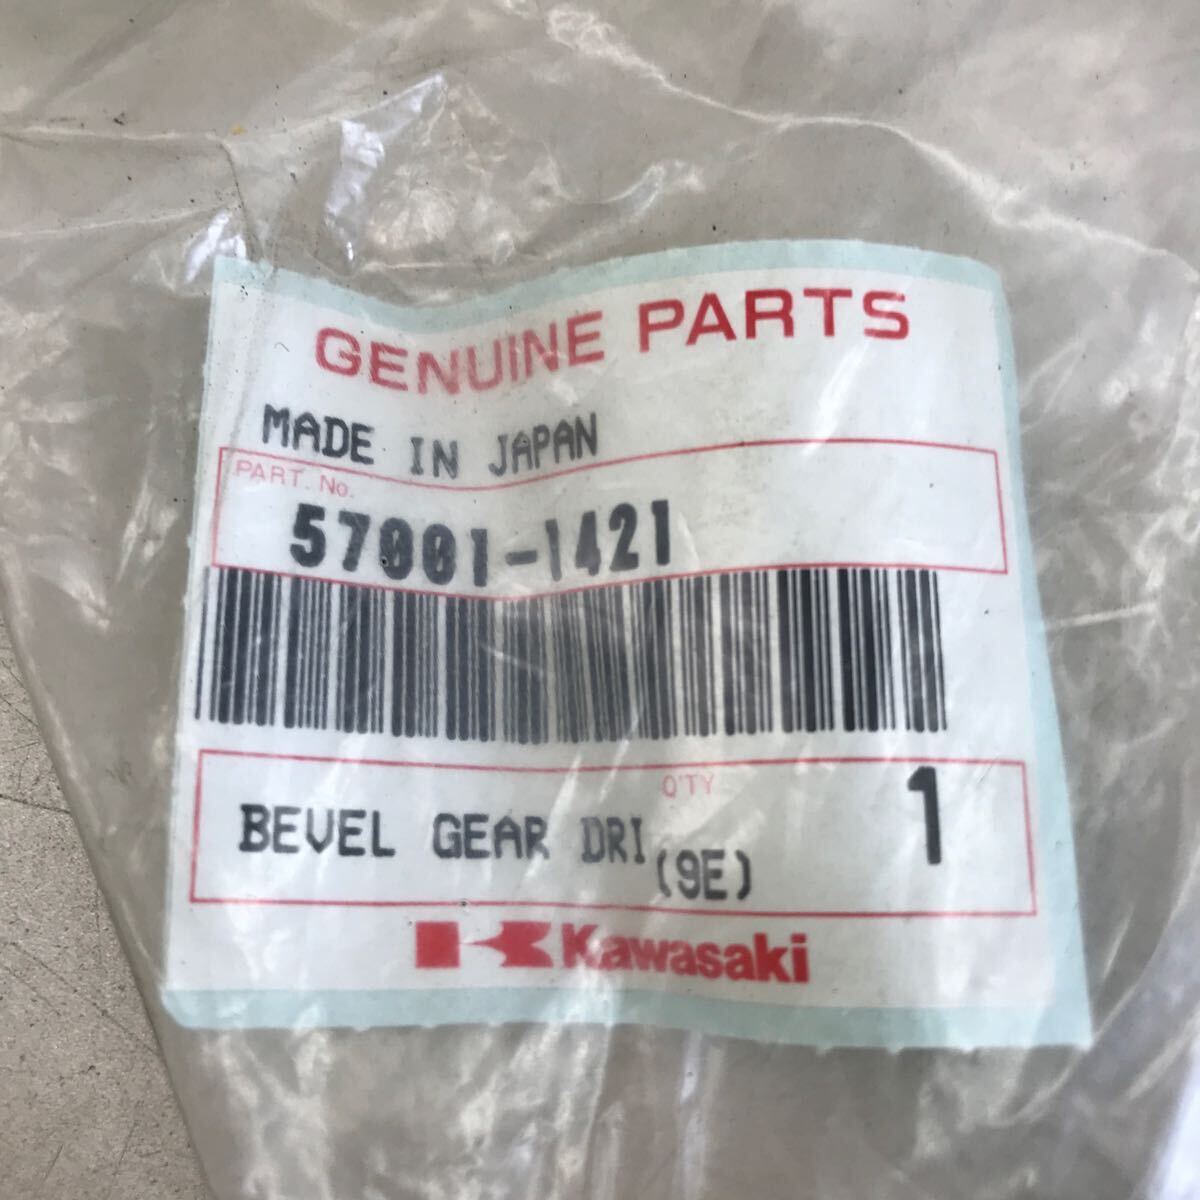 GENUINE PARTS
MADE IN JAPAN
PART. No.
57001-1421
Q'TY
1
BEVEL GEAR DRI
(9E)
Kawasaki